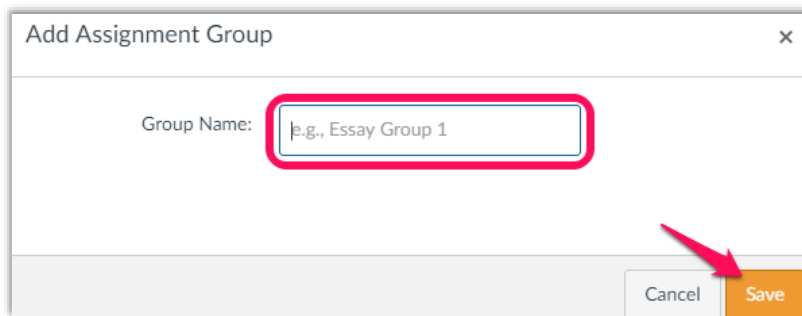 Add Assignment Group ×
Group Name: e.g., Essay Group 1
Cancel Save